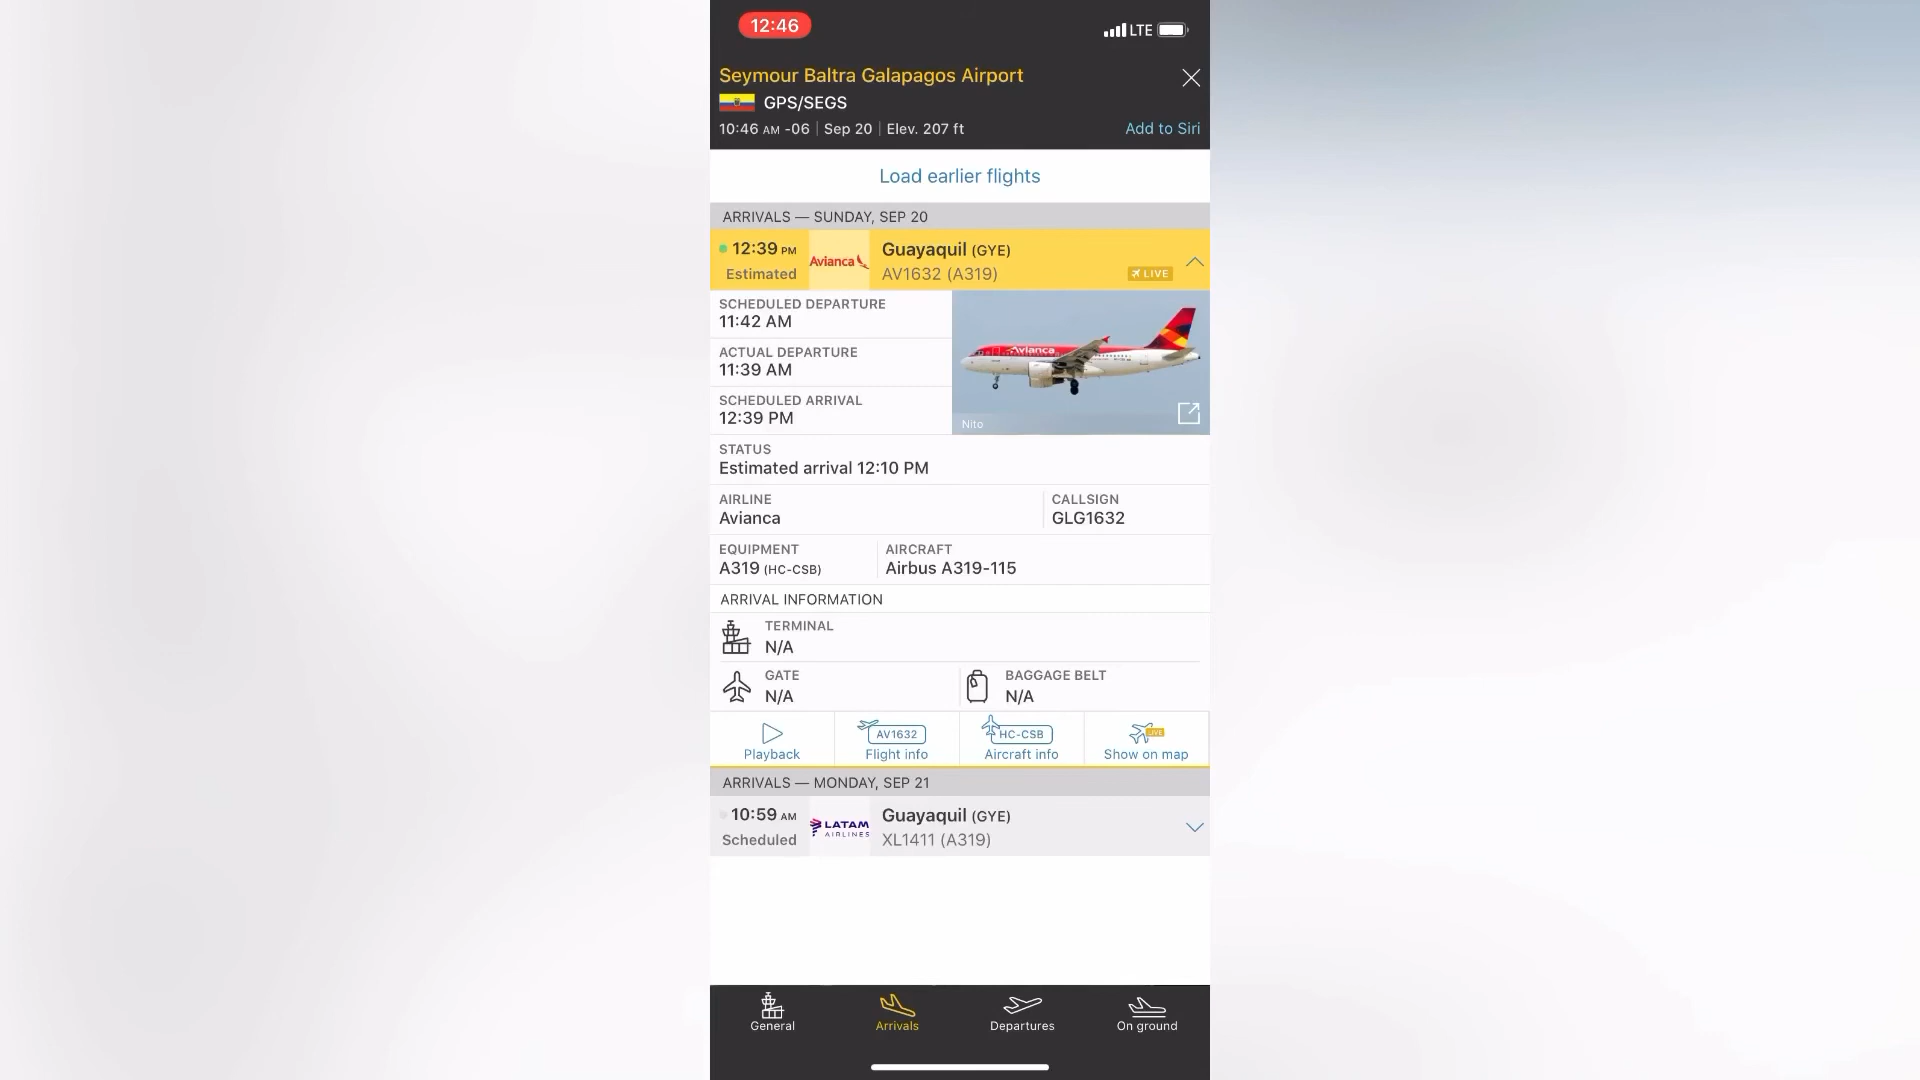 12:46
LTE
Seymour Baltra Galapagos Airport
GPS/SEGS
10:46 AM -06 | Sep 20 | Elev. 207 ft
Add to Siri
Load earlier flights
ARRIVALS — SUNDAY, SEP 20
12:39 PM
Estimated
Avianca
Guayaquil (GYE)
AV1632 (A319)
LIVE
SCHEDULED DEPARTURE
11:42 AM
ACTUAL DEPARTURE
11:39 AM
SCHEDULED ARRIVAL
12:39 PM
Avianca
Nito
STATUS
Estimated arrival 12:10 PM
AIRLINE
Avianca
CALLSIGN
GLG1632
EQUIPMENT
A319 (HC-CSB)
AIRCRAFT
Airbus A319-115
ARRIVAL INFORMATION
TERMINAL
N/A
GATE
N/A
BAGGAGE BELT
N/A
Playback
AV1632
Flight info
HC-CSB
Aircraft info
LIVE
Show on map
ARRIVALS — MONDAY, SEP 21
10:59 AM
Scheduled
LATAM
AIRLINES
Guayaquil (GYE)
XL1411 (A319)
General
Arrivals
Departures
On ground